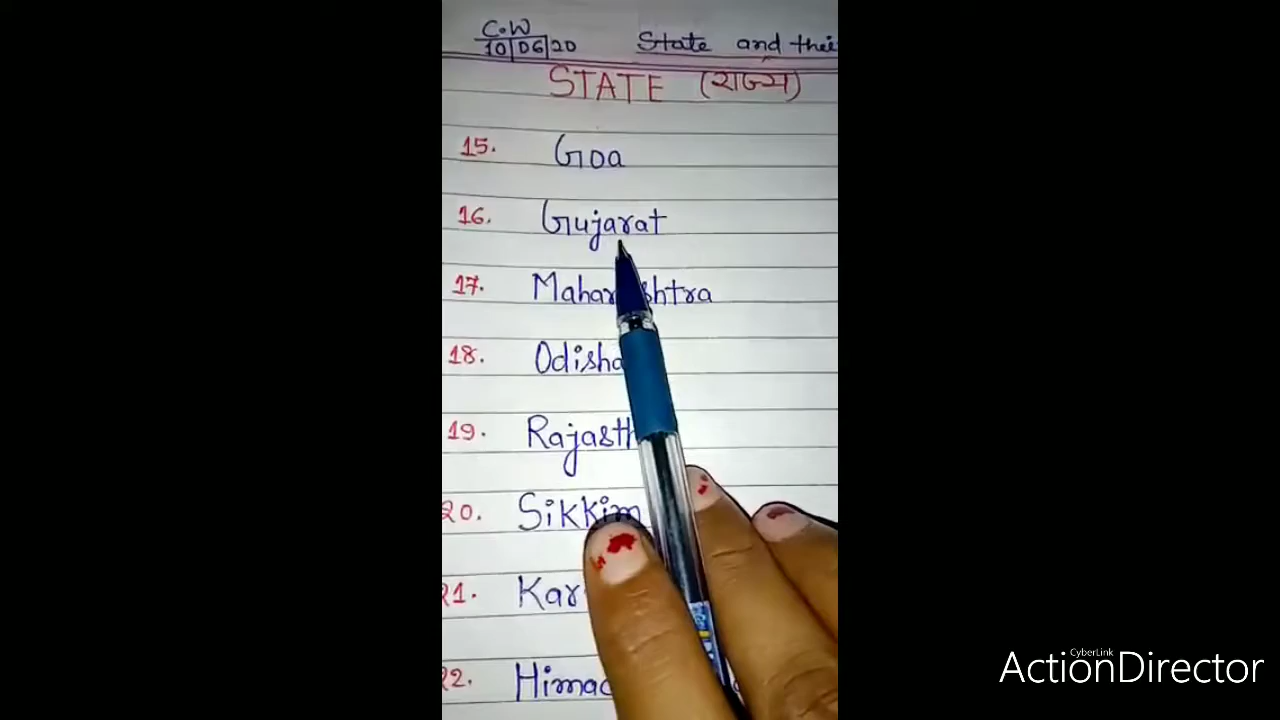 C.W
10|06|20 State and thei
STATE (राज्य)
15. Goa
16. Gujarat
17. Mahar shtra
18. Odisha
19. Rajasth
20. Sikkim
21. Kar
22. Himac
CyberLink
ActionDirector